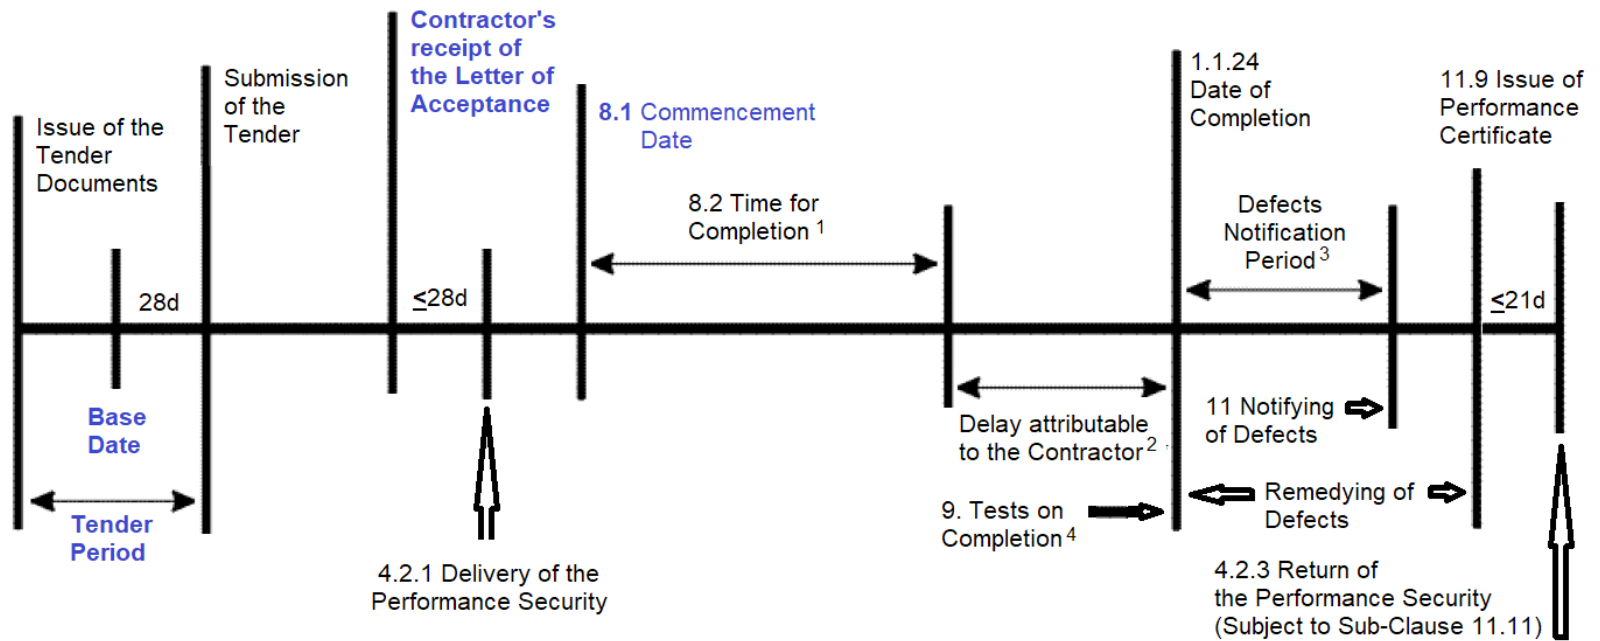 Issue of the
Tender
Documents
Submission
of the
Tender
Contractor's
receipt of
the Letter of
Acceptance
8.1 Commencement
Date
1.1.24
Date of
Completion
11.9 Issue of
Performance
Certificate
8.2 Time for
Completion 1
Defects
Notification
Period 3
28d
≤28d
≤21d
Base
Date
Tender
Period
Delay attributable
to the Contractor 2
11 Notifying
of Defects
9. Tests on
Completion 4
Remedying of
Defects
4.2.1 Delivery of the
Performance Security
4.2.3 Return of
the Performance Security
(Subject to Sub-Clause 11.11)